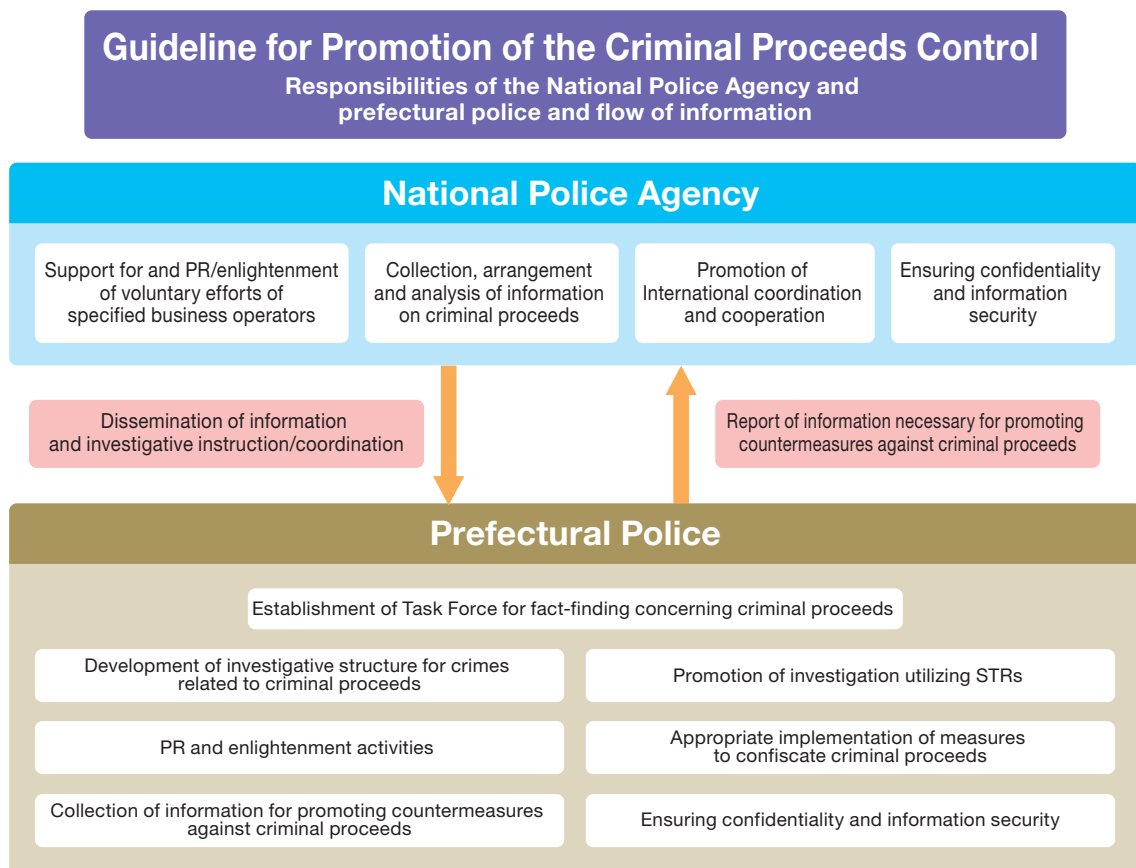 Guideline for Promotion of the Criminal Proceeds Control
Responsibilities of the National Police Agency and
prefectural police and flow of information
National Police Agency
Support for and PR/enlightenment
of voluntary efforts of
specified business operators
Collection, arrangement
and analysis of information
on criminal proceeds
Promotion of
International coordination
and cooperation
Ensuring confidentiality
and information
security
Dissemination of information
and investigative instruction/coordination
Report of information necessary for promoting
countermeasures against criminal proceeds
Prefectural Police
Establishment of Task Force for fact-finding concerning criminal proceeds
Development of investigative structure for crimes
related to criminal proceeds
Promotion of investigation utilizing STRs
PR and enlightenment activities
Appropriate implementation of measures
to confiscate criminal proceeds
Collection of information for promoting countermeasures
against criminal proceeds
Ensuring confidentiality and information security